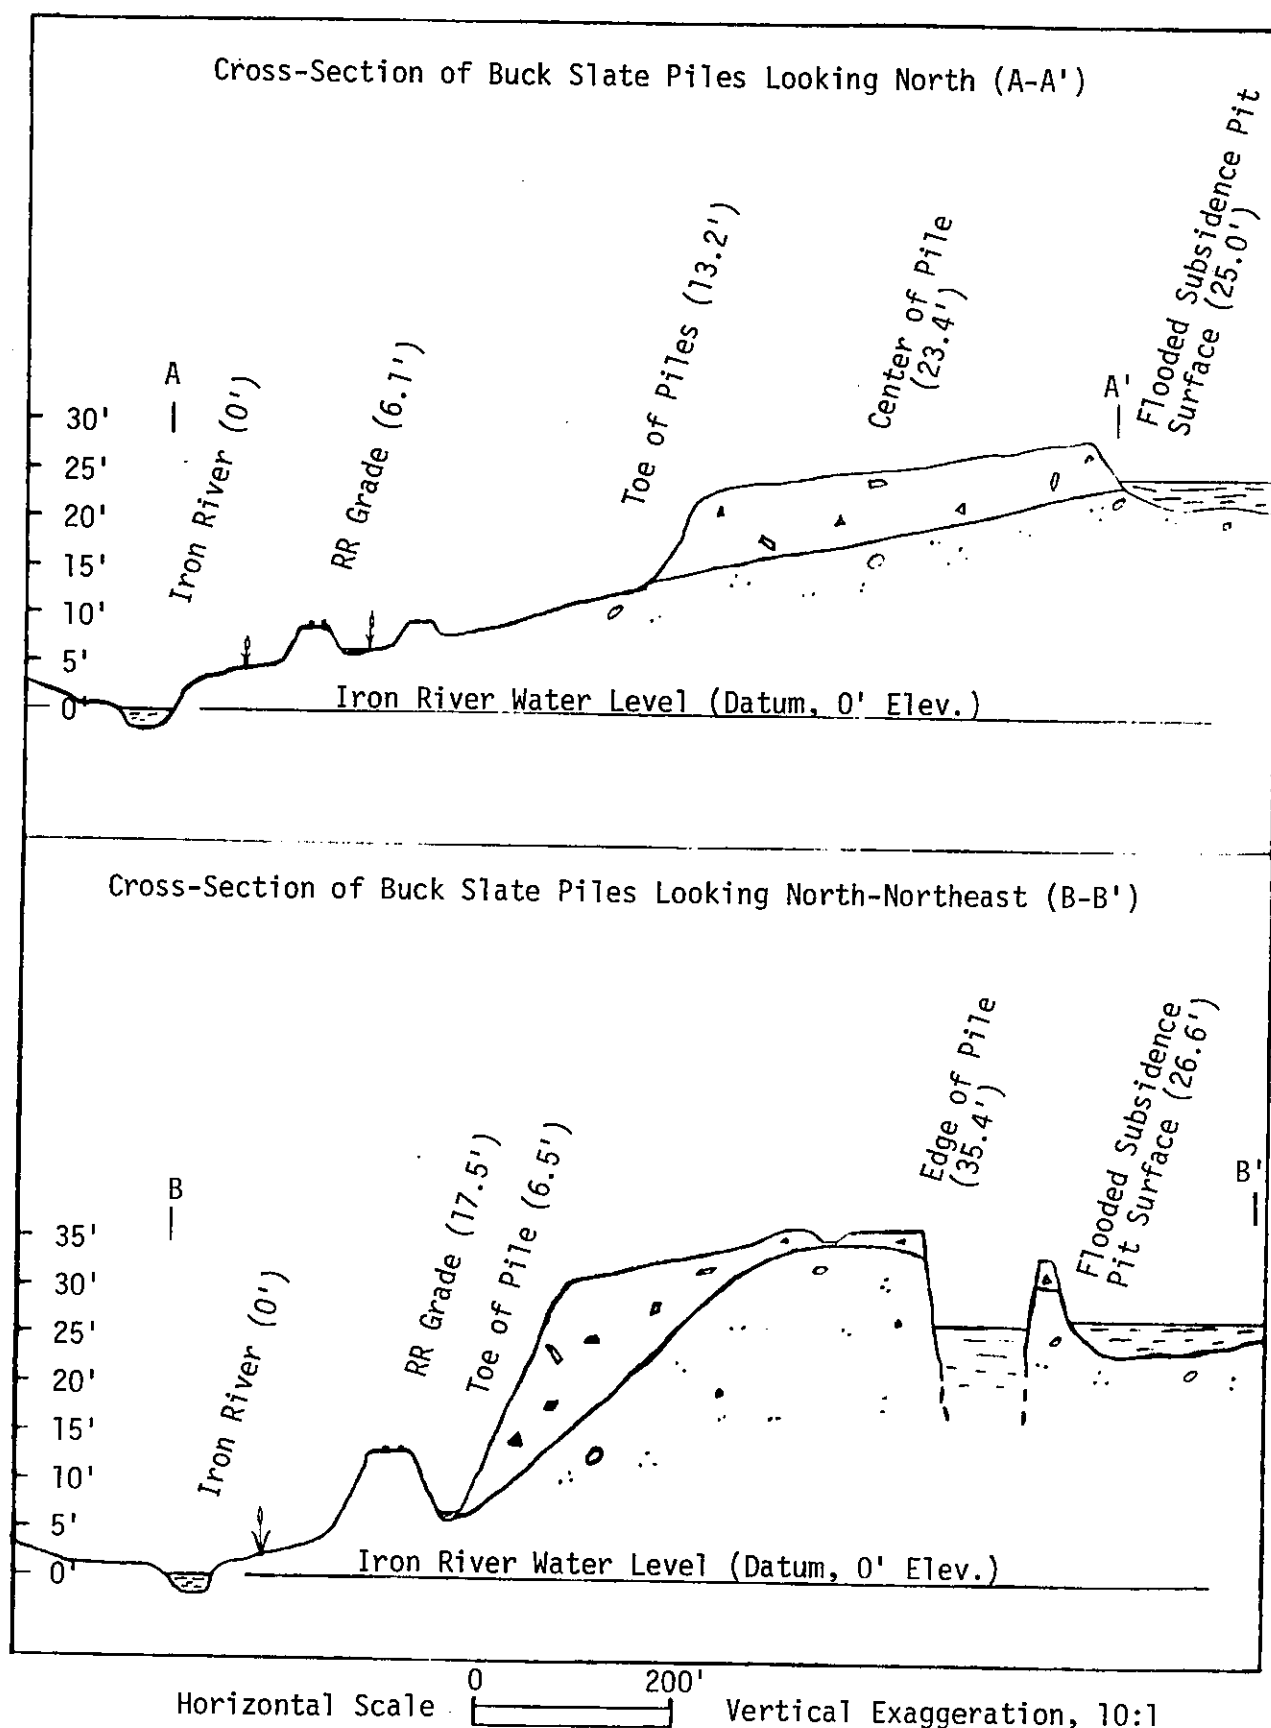 Cross-Section of Buck Slate Piles Looking North (A-A')
A
Iron River (0')
RR Grade (6.1')
Toe of Piles (13.2')
Center of Pile
(23.4')
A'
Flooded Subsidence Pit
Surface (25.0')
30'
25'
20'
15'
10'
5'
0'
Iron River Water Level (Datum, 0' Elev.)
Cross-Section of Buck Slate Piles Looking North-Northeast (B-B')
B
Iron River (0')
RR Grade (17.5')
Toe of Pile (6.5')
Edge of Pile
(35.4')
Flooded Subsidence
Pit Surface (26.6')
B'
35'
30'
25'
20'
15'
10'
5'
0'
Iron River Water Level (Datum, 0' Elev.)
0 200'
Horizontal Scale Vertical Exaggeration, 10:1